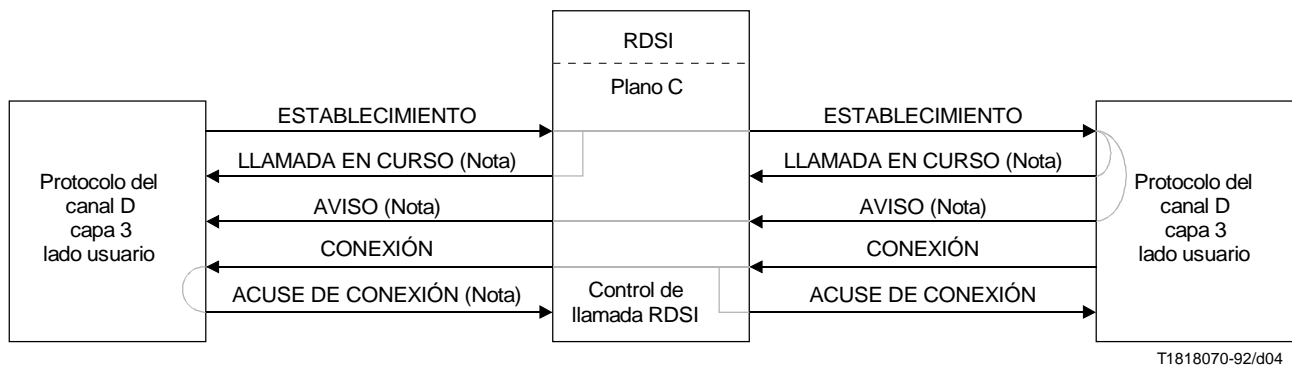 RDSI
Plano C
ESTABLECIMIENTO
ESTABLECIMIENTO
LLAMADA EN CURSO (Nota)
LLAMADA EN CURSO (Nota)
Protocolo del
canal D
capa 3
lado usuario
Protocolo del
canal D
capa 3
lado usuario
AVISO (Nota)
AVISO (Nota)
CONEXIÓN
CONEXIÓN
ACUSE DE CONEXIÓN (Nota)
Control de
llamada RDSI
ACUSE DE CONEXIÓN
T1818070-92/d04